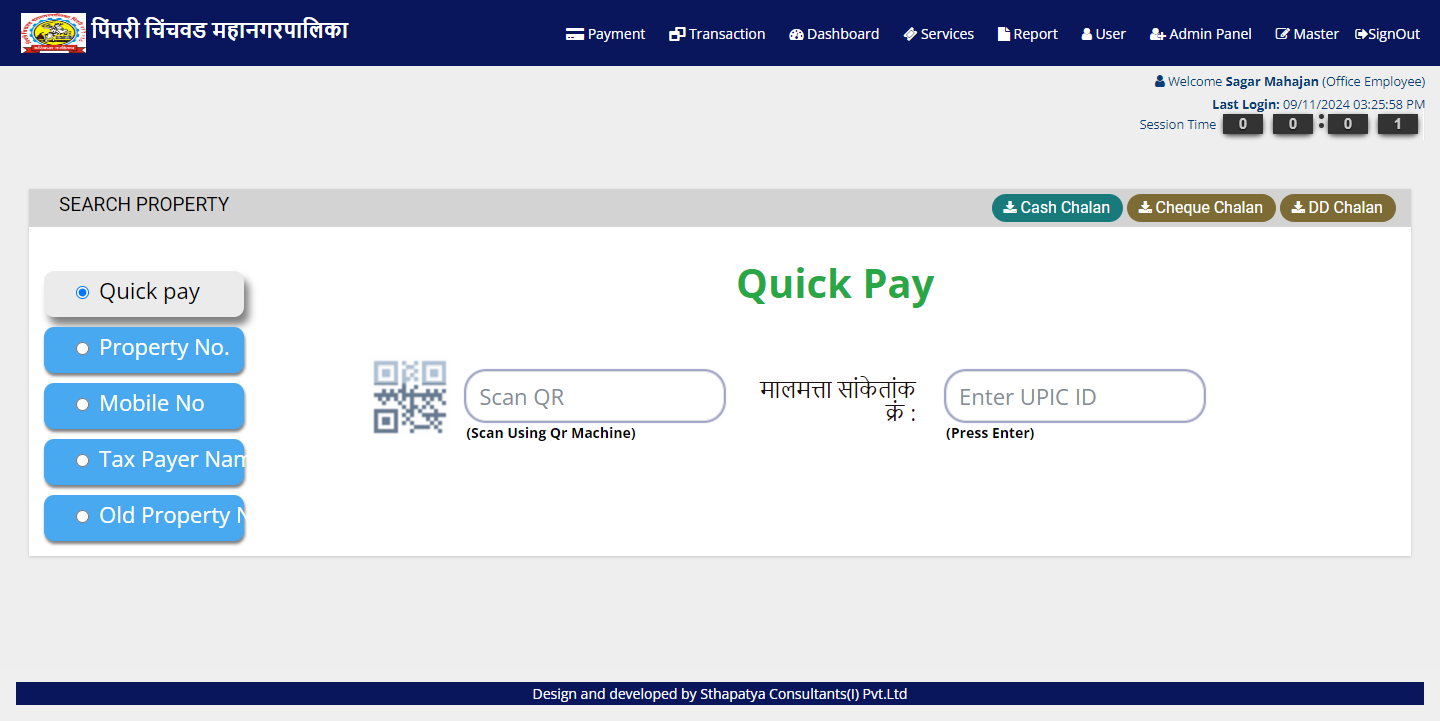 पिंपरी चिंचवड महानगरपालिका
Payment Transaction Dashboard Services Report User Admin Panel Master SignOut
Welcome Sagar Mahajan (Office Employee)
Last Login: 09/11/2024 03:25:58 PM
Session Time 0 0 : 0 1
SEARCH PROPERTY
Cash Chalan Cheque Chalan DD Chalan
Quick pay
Property No.
Mobile No
Tax Payer Nam
Old Property N
Quick Pay
Scan QR
(Scan Using Qr Machine)
मालमत्ता सांकेतांक
क्रं :
Enter UPIC ID
(Press Enter)
Design and developed by Sthapatya Consultants(I) Pvt.Ltd